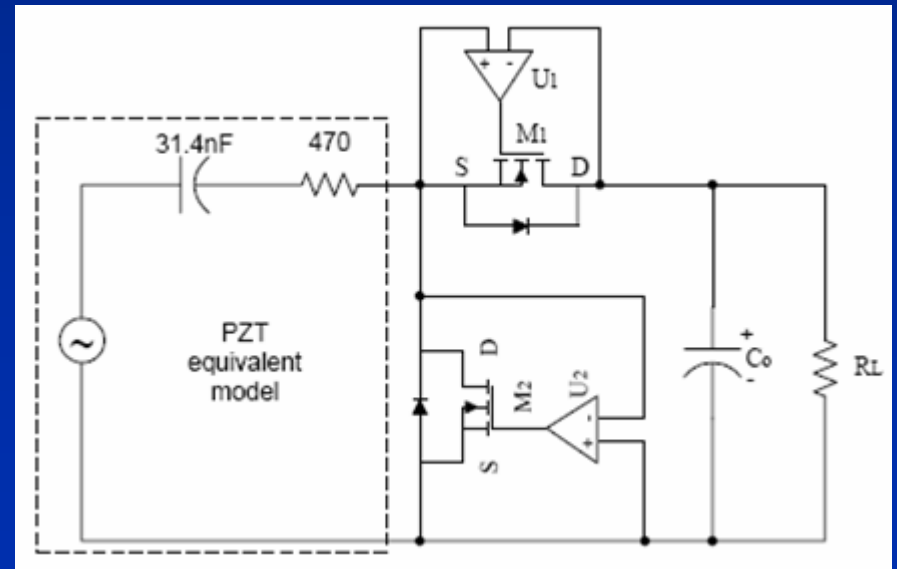 + -
U1
31.4nF 470
M1
S D
~
PZT
equivalent
model
D
M2
U2
-
+
S
+
Co
-
RL